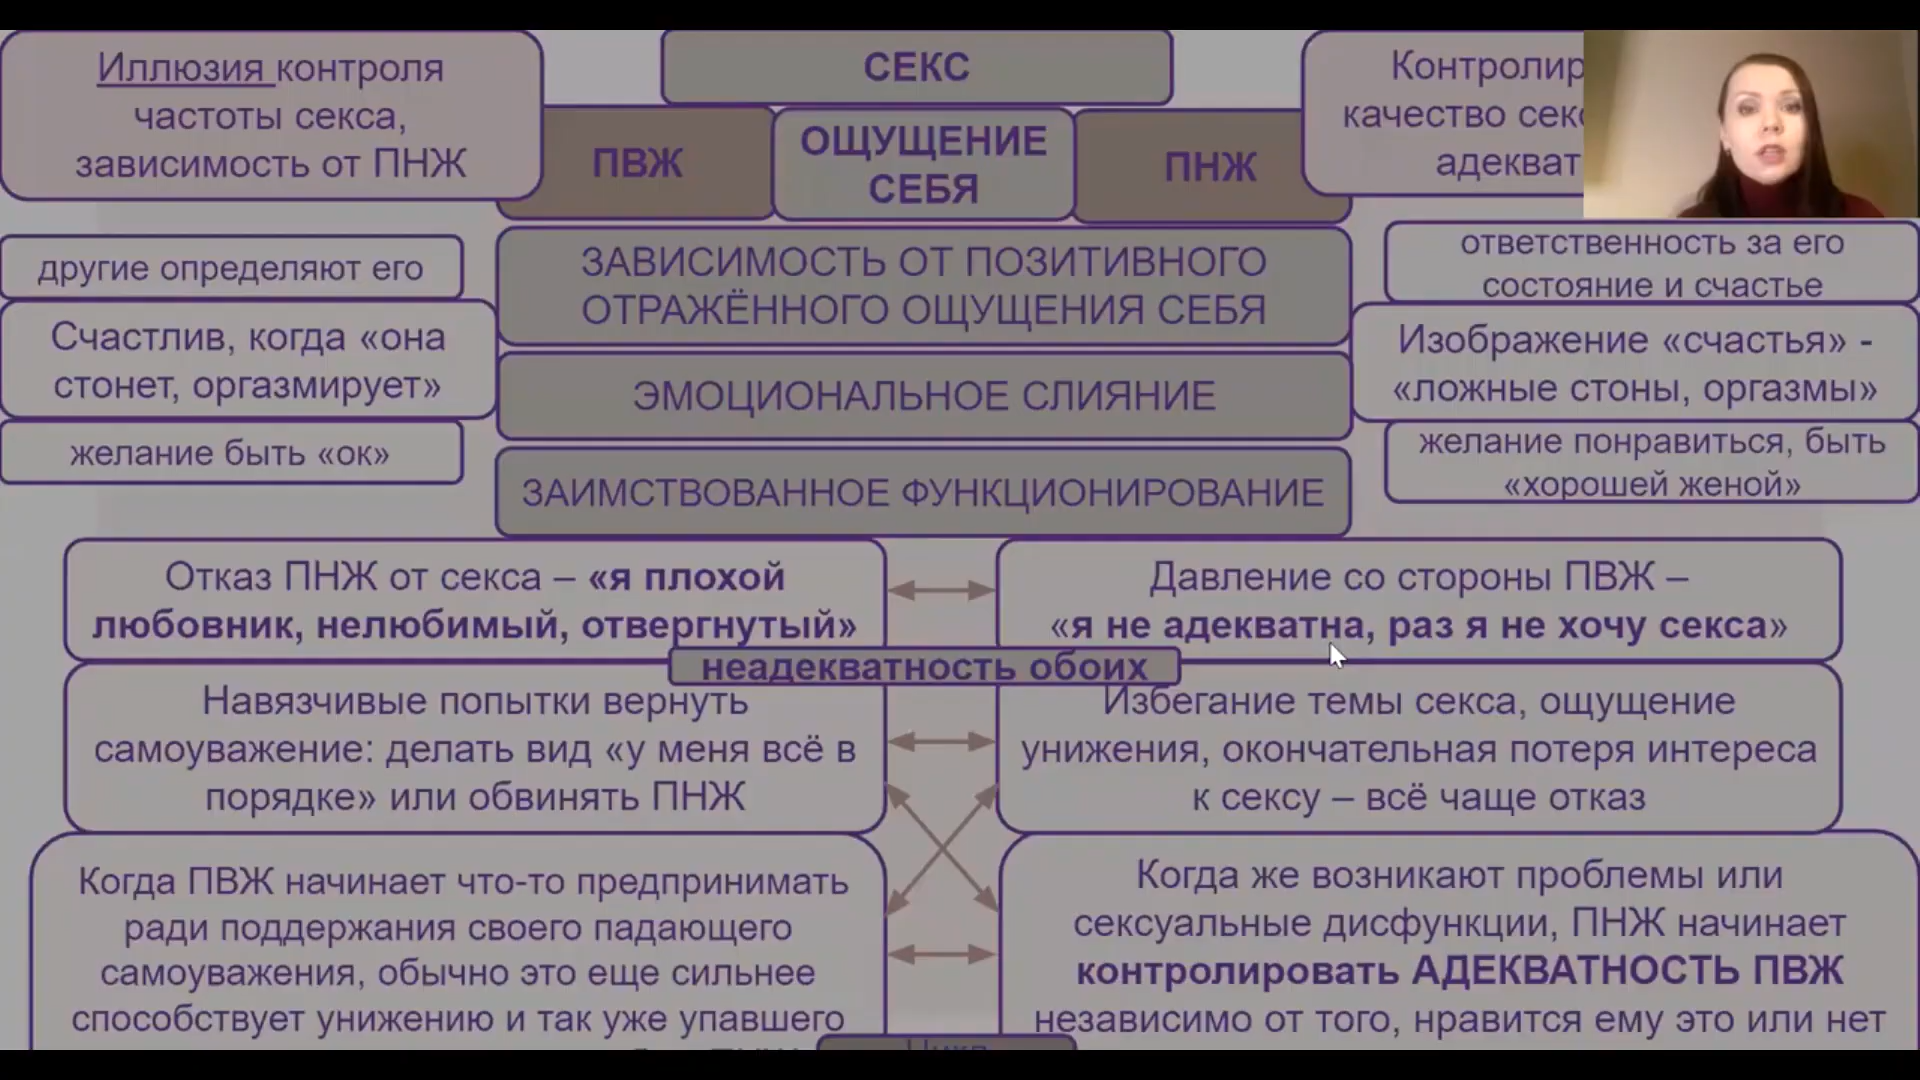 Иллюзия контроля
частоты секса,
зависимость от ПНЖ
СЕКС
ПВЖ
ОЩУЩЕНИЕ
СЕБЯ
ПНЖ
качество
другие определяют его
Счастлив, когда «она
стонет, оргазмирует»
желание быть «ок»
ЗАВИСИМОСТЬ ОТ ПОЗИТИВНОГО
ОТРАЖЁННОГО ОЩУЩЕНИЯ СЕБЯ
ЭМОЦИОНАЛЬНОЕ СЛИЯНИЕ
ЗАИМСТВОВАННОЕ ФУНКЦИОНИРОВАНИЕ
ответственность за его
состояние и счастье
Изображение «счастья» -
«ложные стоны, оргазмы»
желание понравиться, быть
«хорошей женой»
Отказ ПНЖ от секса – «я плохой
любовник, нелюбимый, отвергнутый»
Давление со стороны ПВЖ –
«я не адекватна, раз я не хочу секса»
неадекватность обоих
Навязчивые попытки вернуть
самоуважение: делать вид «у меня всё в
порядке» или обвинять ПНЖ
Избегание темы секса, ощущение
унижения, окончательная потеря интереса
к сексу – всё чаще отказ
Когда ПВЖ начинает что-то предпринимать
ради поддержания своего падающего
самоуважения, обычно это еще сильнее
способствует унижению и так уже упавшего
Когда же возникают проблемы или
сексуальные дисфункции, ПНЖ начинает
контролировать АДЕКВАТНОСТЬ ПВЖ
независимо от того, нравится ему это или нет